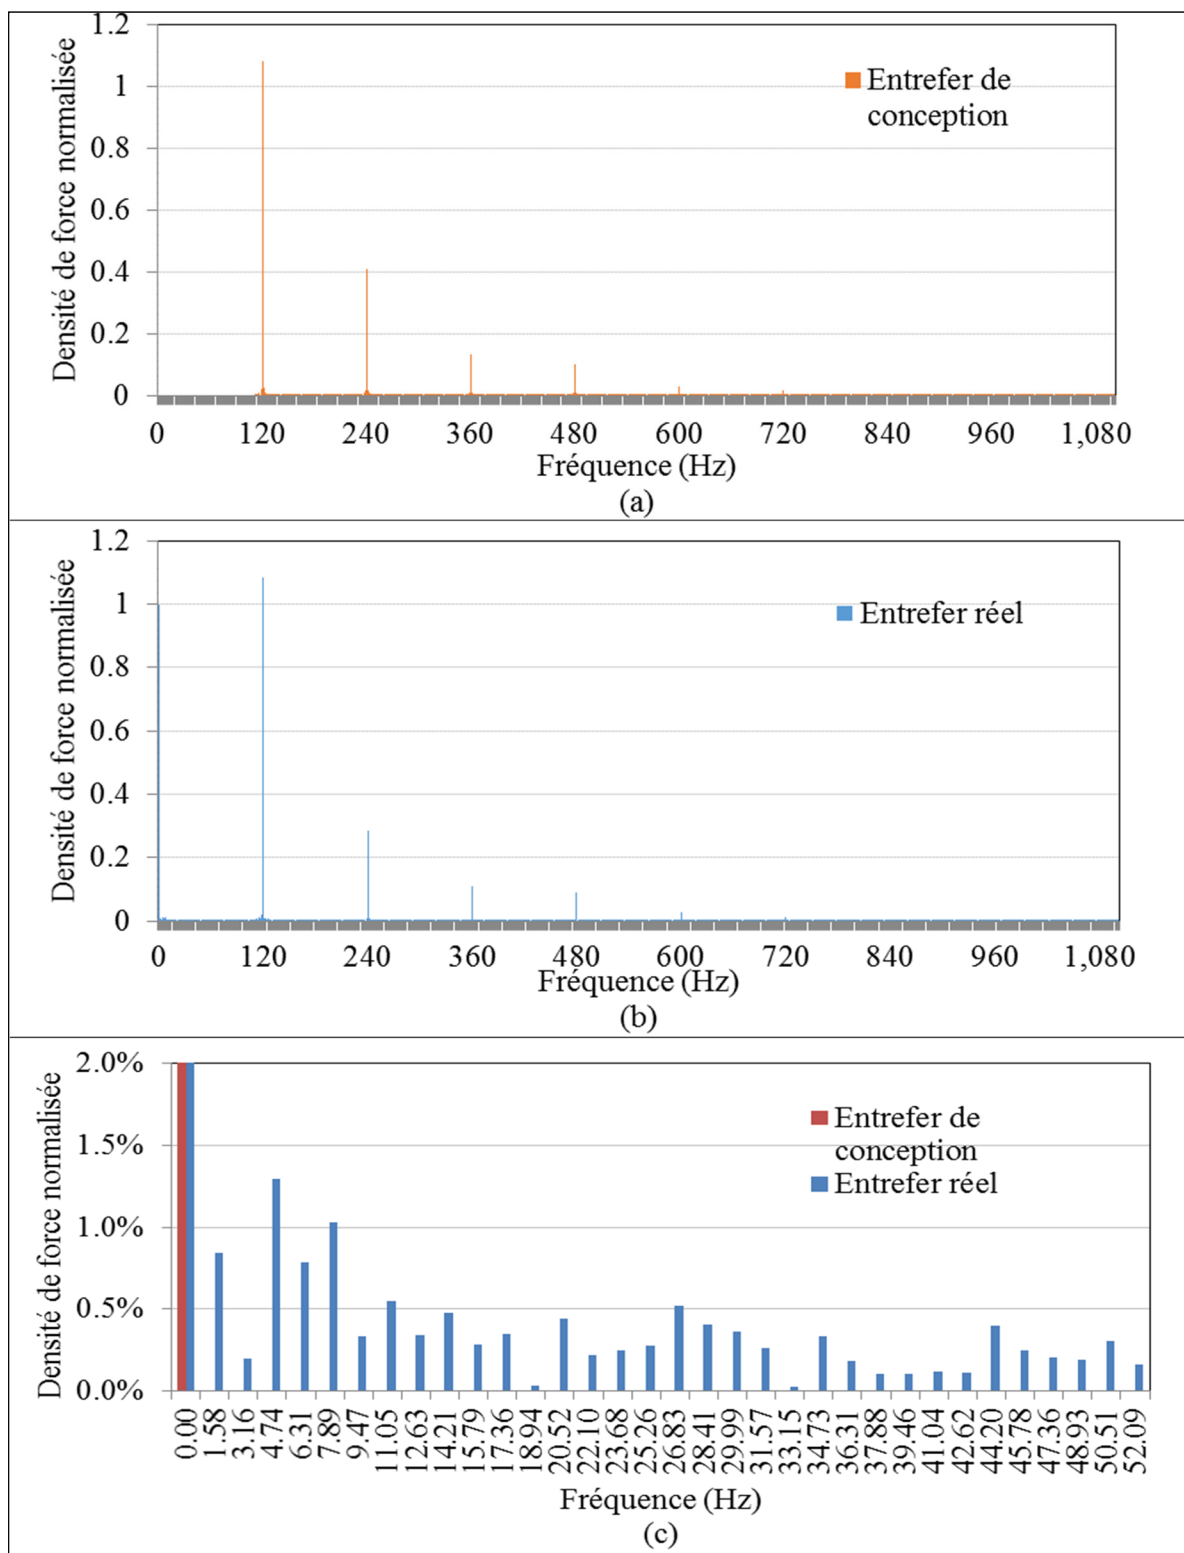 Densité de force normalisée
1.2
1
0.8
0.6
0.4
0.2
0
Entrefer de
conception
0 120 240 360 480 600 720 840 960 1,080
Fréquence (Hz)
(a)
Densité de force normalisée
1.2
1
0.8
0.6
0.4
0.2
0
Entrefer réel
0 120 240 360 480 600 720 840 960 1,080
Fréquence (Hz)
(b)
Densité de force normalisée
2.0%
1.5%
1.0%
0.5%
0.0%
Entrefer de
conception
Entrefer réel
0.00 1.58 3.16 4.74 6.31 7.89 9.47 11.05 12.63 14.21 15.79 17.36 18.94 20.52 22.10 23.68 25.26 26.83 28.41 29.99 31.57 33.15 34.73 36.31 37.88 39.46 41.04 42.62 44.20 45.78 47.36 48.93 50.51 52.09
Fréquence (Hz)
(c)